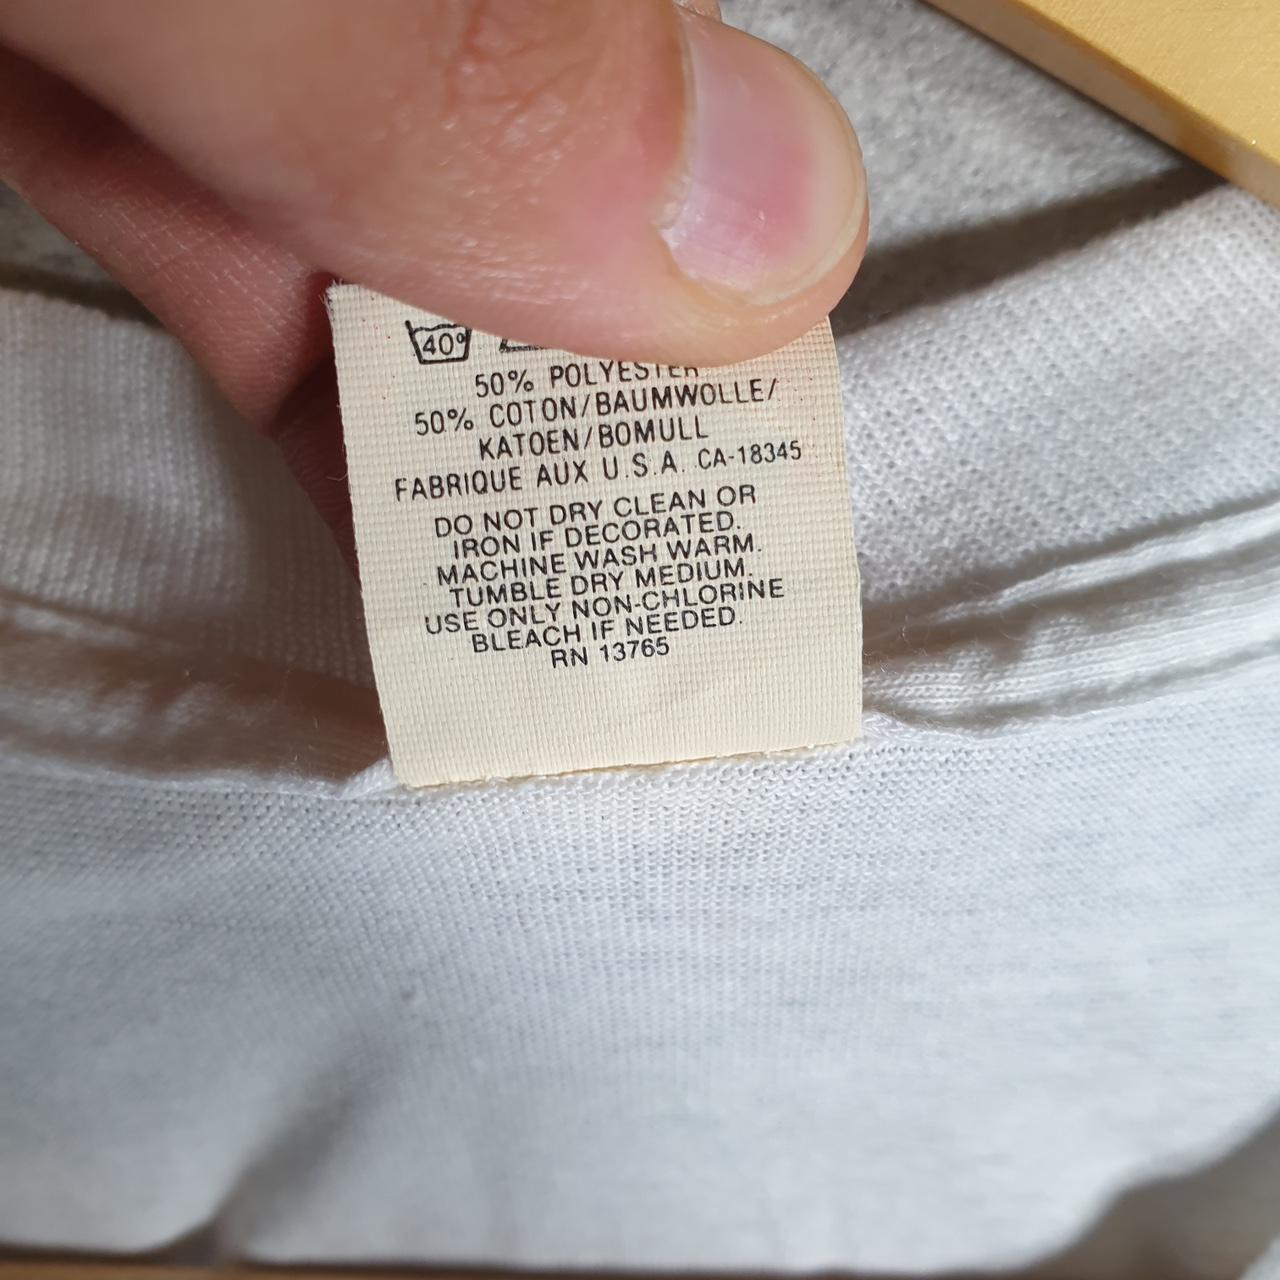 40°
50% POLYESTER
50% COTON/BAUMWOLLE/
KATOEN/BOMULL
FABRIQUE AUX U.S.A. CA-18345
DO NOT DRY CLEAN OR
IRON IF DECORATED.
MACHINE WASH WARM.
TUMBLE DRY MEDIUM.
USE ONLY NON-CHLORINE
BLEACH IF NEEDED.
RN 13765